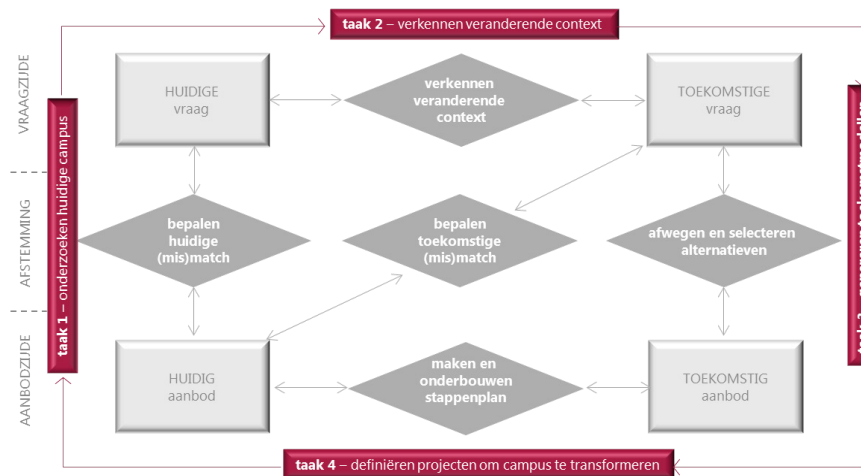 taak 2 – verkennen veranderende context
VRAAGZIJDE
AFSTEMMING
AANBODZIJDE
taak 1 – onderzoeken huidige campus
HUIDIGE
vraag
verkennen
veranderende
context
TOEKOMSTIGE
vraag
bepalen
huidige
(mis)match
bepalen
toekomstige
(mis)match
afwegen en selecteren
alternatieven
HUIDIG
aanbod
maken en
onderbouwen
stappenplan
TOEKOMSTIG
aanbod
taak 4 – definiëren projecten om campus te transformeren